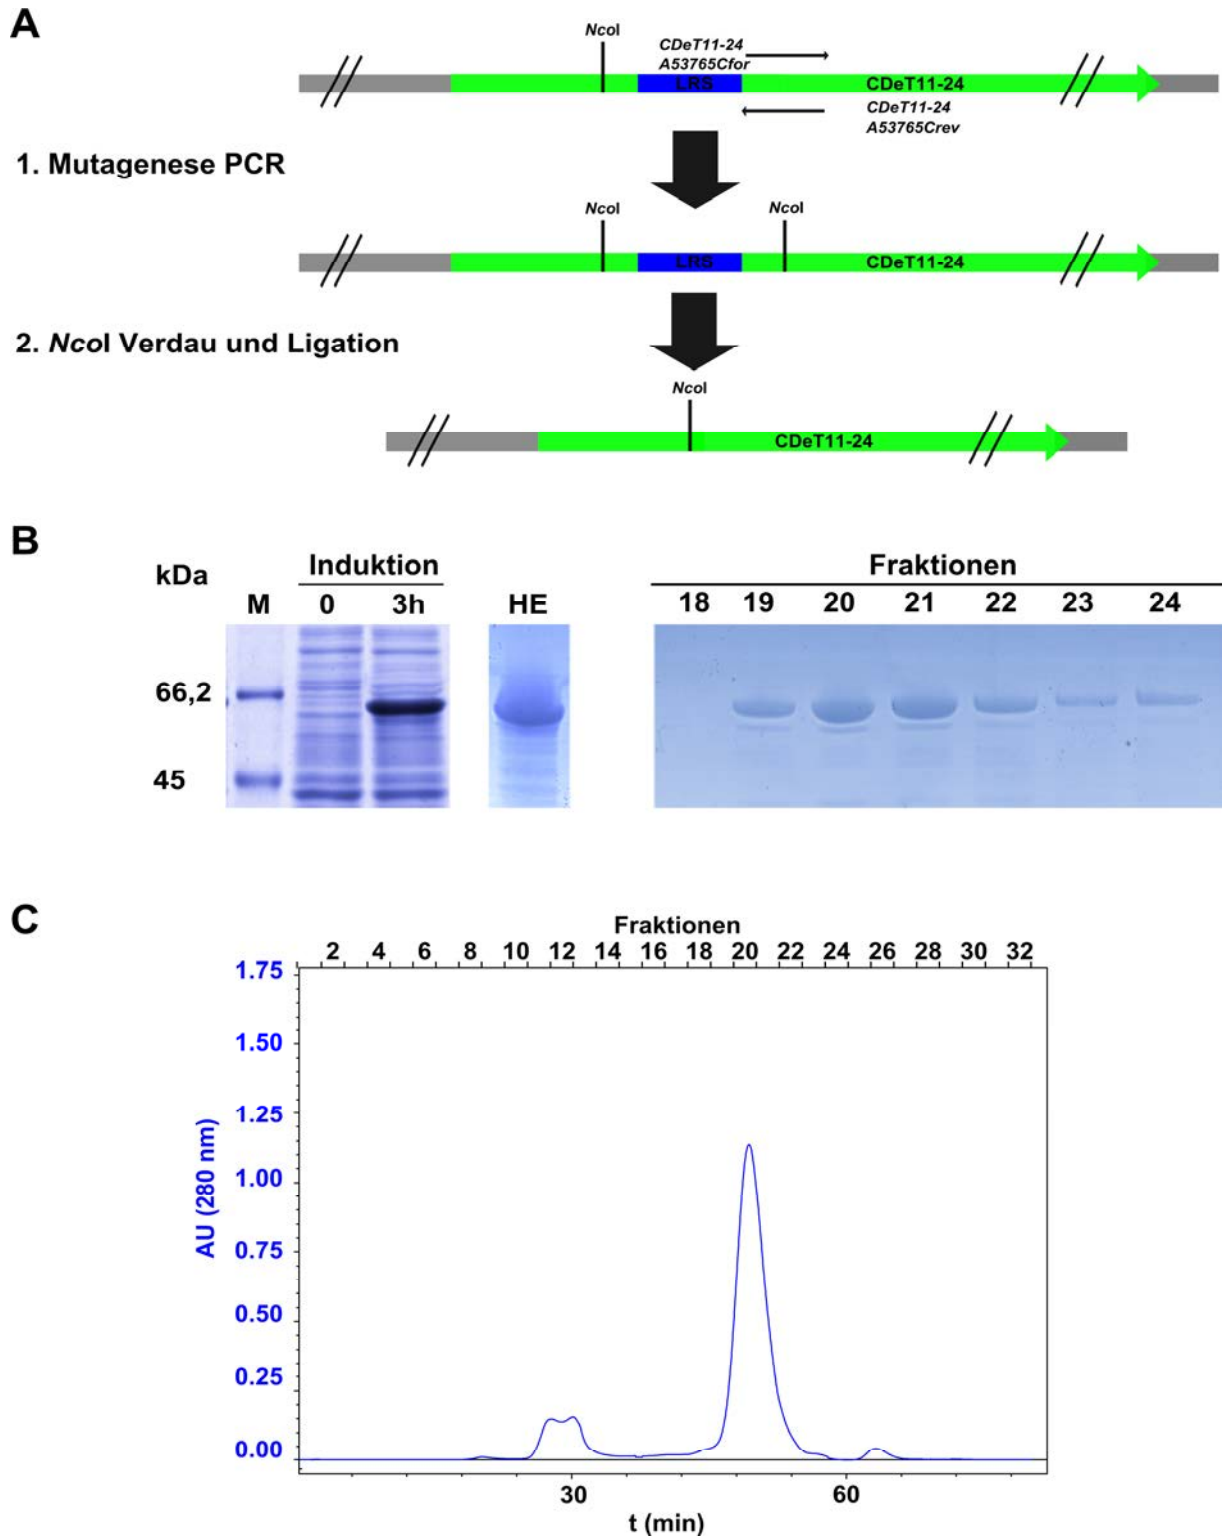 A
NcoI
CDeT11-24
A53765Cfor
LRS
CDeT11-24
CDeT11-24
A53765Crev
1. Mutagenese PCR
NcoI
NcoI
LRS
CDeT11-24
2. NcoI Verdau und Ligation
NcoI
CDeT11-24
B
kDa
Induktion
Fraktionen
M 0 3h HE 18 19 20 21 22 23 24
66,2
45
C
Fraktionen
2 4 6 8 10 12 14 16 18 20 22 24 26 28 30 32
1.75
1.50
1.25
1.00
0.75
0.50
0.25
0.00
AU (280 nm)
30 60
t (min)